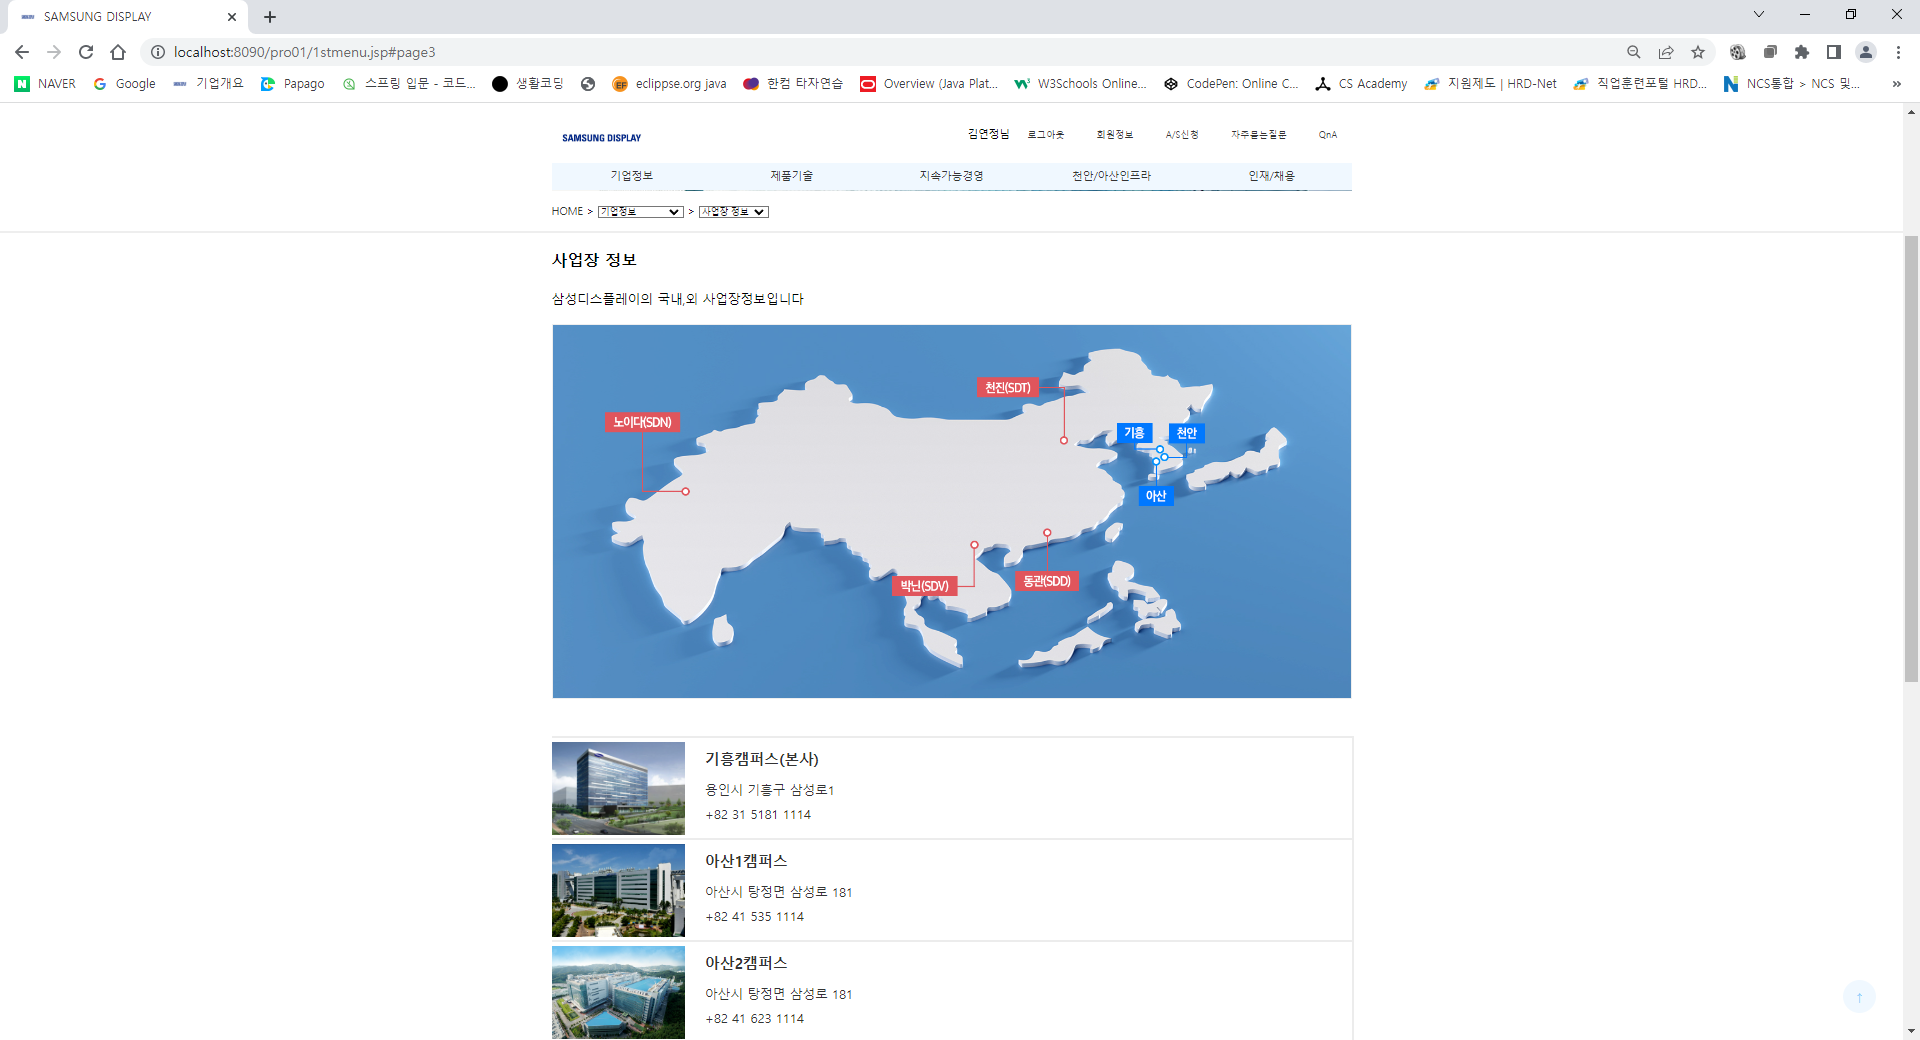 SAMSUNG DISPLAY
localhost:8090/pro01/1stmenu.jsp#page3
NAVER Google 기업개요 Papago 스프링 입문 - 코드... 생활코딩 eclippse.org java 한컴 타자연습 Overview (Java Plat... W3Schools Online... CodePen: Online C... CS Academy 지원제도 | HRD-Net 직업훈련포털 HRD... NCS통합 > NCS 및... »
SAMSUNG DISPLAY 김연정님 로그아웃 회원정보 A/S신청 자주묻는질문 QnA
기업정보 제품기술 지속가능경영 천안/아산인프라 인재/채용
HOME > 기업정보 > 사업장 정보
사업장 정보
삼성디스플레이의 국내,외 사업장정보입니다
천진(SDT)
노이다(SDN)
기흥 천안
아산
박닌(SDV) 동관(SDD)
기흥캠퍼스(본사)
용인시 기흥구 삼성로1
+82 31 5181 1114
아산1캠퍼스
아산시 탕정면 삼성로 181
+82 41 535 1114
아산2캠퍼스
아산시 탕정면 삼성로 181
+82 41 623 1114
↑